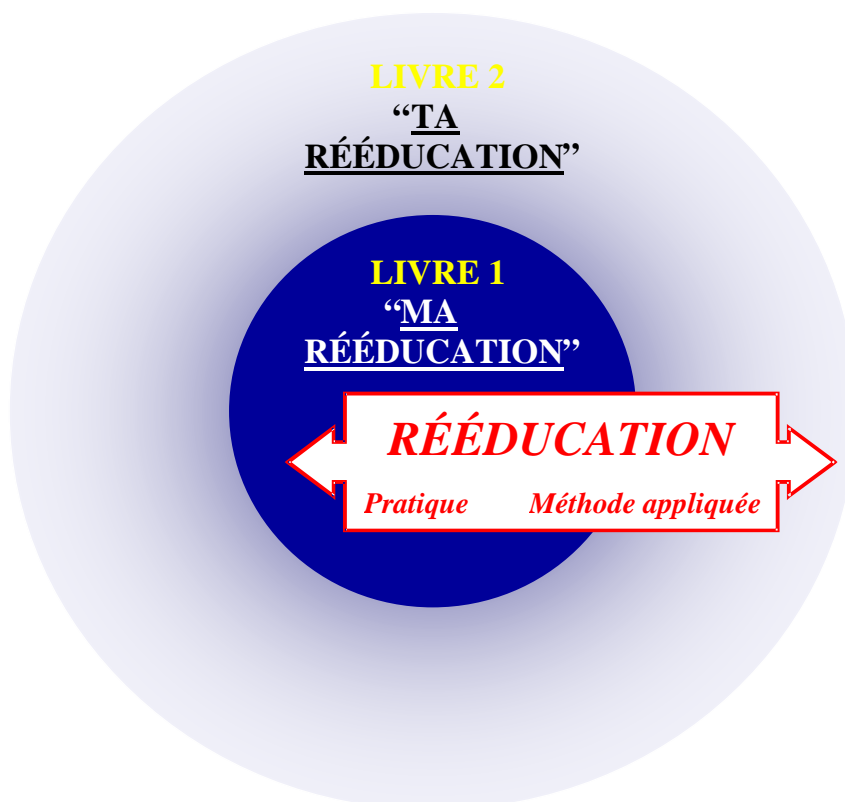 LIVRE 2
“TA
RÉÉDUCATION”
LIVRE 1
“MA
RÉÉDUCATION”
RÉÉDUCATION
Pratique Méthode appliquée